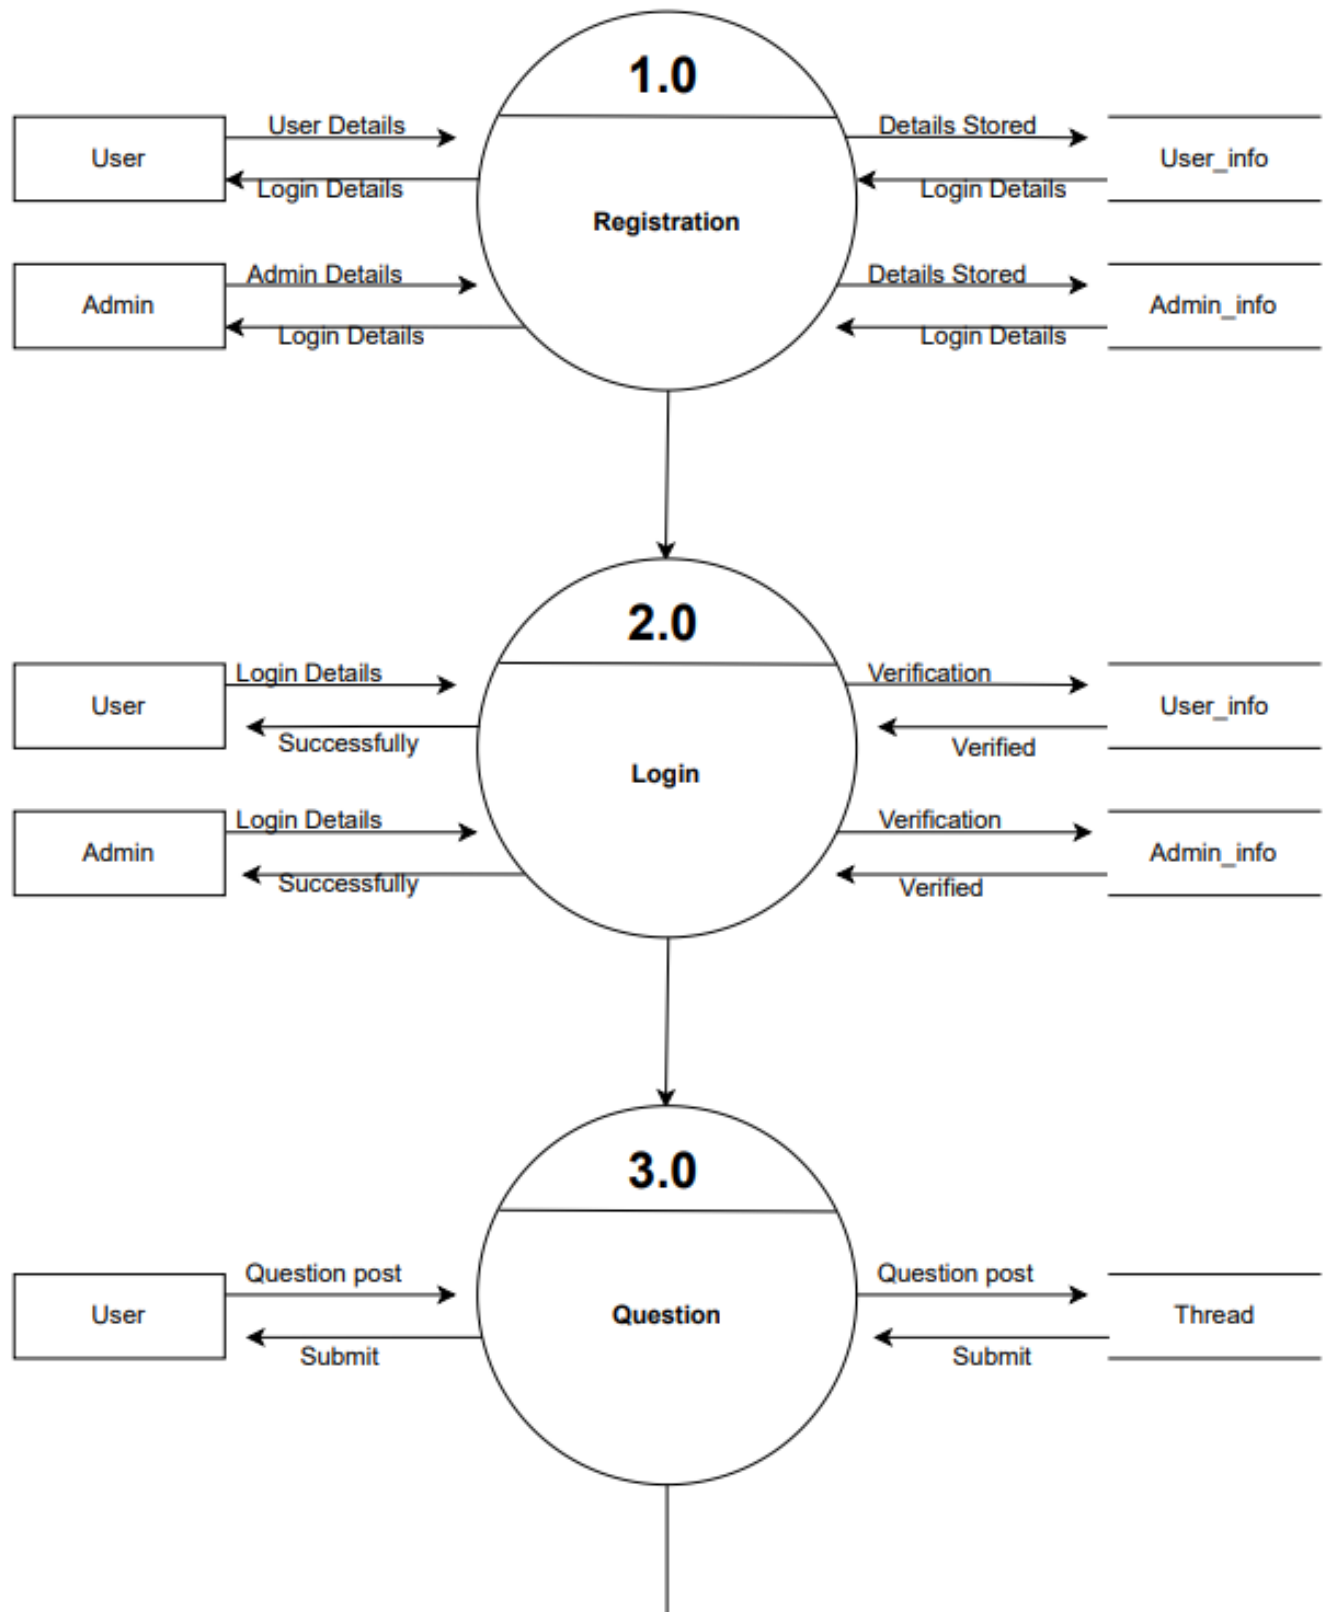 1.0
User Details
Details Stored
User
User_info
Login Details
Login Details
Registration
Admin Details
Details Stored
Admin
Admin_info
Login Details
Login Details
2.0
Login Details
Verification
User
User_info
Successfully
Verified
Login
Login Details
Verification
Admin
Admin_info
Successfully
Verified
3.0
Question post
Question post
User
Question
Thread
Submit
Submit